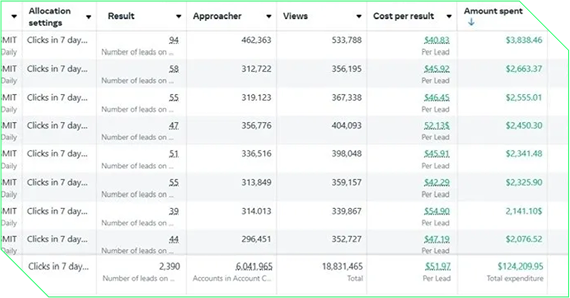 Allocation settings Result Approacher Views Cost per result Amount spent ↓
SMIT Clicks in 7 day... 94 462,363 533,788 $40.83 $3,838.46
Daily Number of leads on ... Per Lead
SMIT Clicks in 7 day... 58 312,722 356,195 $45.92 $2,663.37
Daily Number of leads on ... Per Lead
SMIT Clicks in 7 day... 55 319.123 367,338 $46.45 $2,555.01
Daily Number of leads on ... Per Lead
SMIT Clicks in 7 day... 47 356,776 404,093 52.13$ $2,450.30
Daily Number of leads on ... Per Lead
SMIT Clicks in 7 day... 51 336,516 398,048 $45.91 $2,341.48
Daily Number of leads on ... Per Lead
SMIT Clicks in 7 day... 55 313,849 359,157 $42.29 $2,325.90
Daily Number of leads on ... Per Lead
SMIT Clicks in 7 day... 39 314.013 339,867 $54.90 2,141.10$
Daily Number of leads on ... Per Lead
SMIT Clicks in 7 day... 44 296,451 352,727 $47.19 $2,076.52
Daily Number of leads on ... Per Lead
Clicks in 7 day... 2,390 6,041,965 18,831,465 $51.97 $124,209.95
Number of leads on ... Accounts in Account C... Total Per Lead Total expenditure